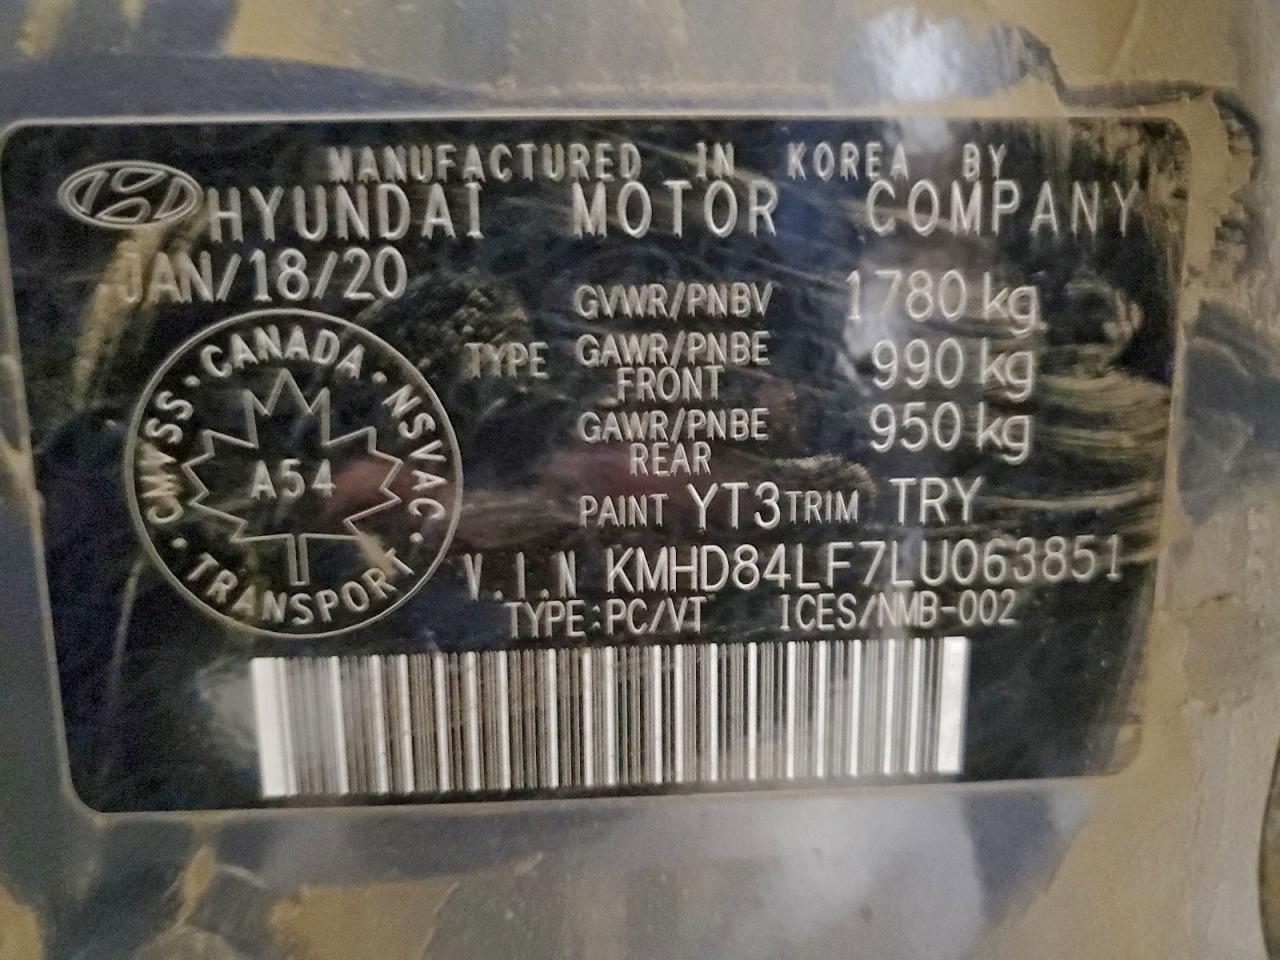 MANUFACTURED IN KOREA BY
HYUNDAI MOTOR COMPANY
JAN/18/20
GVWR/PNBV 1780 kg
TYPE GAWR/PNBE FRONT 990 kg
GAWR/PNBE REAR 950 kg
PAINT YT3 TRIM TRY
V.I.N KMHD84LF7LU063851
TYPE:PC/VT ICES/NMB-002
CANADA · NSVAC · TRANSPORT · CMVSS ·
A54